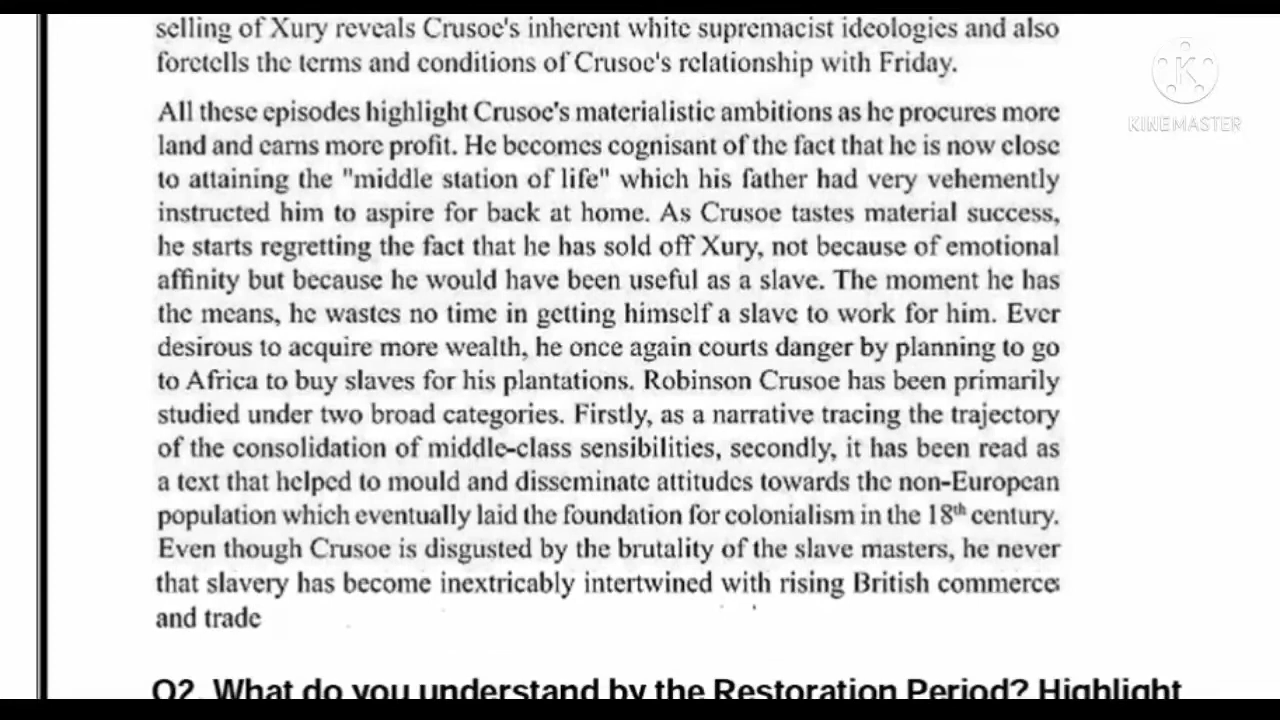 selling of Xury reveals Crusoe's inherent white supremacist ideologies and also
foretells the terms and conditions of Crusoe's relationship with Friday.
All these episodes highlight Crusoe's materialistic ambitions as he procures more
land and earns more profit. He becomes cognisant of the fact that he is now close
to attaining the "middle station of life" which his father had very vehemently
instructed him to aspire for back at home. As Crusoe tastes material success,
he starts regretting the fact that he has sold off Xury, not because of emotional
affinity but because he would have been useful as a slave. The moment he has
the means, he wastes no time in getting himself a slave to work for him. Ever
desirous to acquire more wealth, he once again courts danger by planning to go
to Africa to buy slaves for his plantations. Robinson Crusoe has been primarily
studied under two broad categories. Firstly, as a narrative tracing the trajectory
of the consolidation of middle-class sensibilities, secondly, it has been read as
a text that helped to mould and disseminate attitudes towards the non-European
population which eventually laid the foundation for colonialism in the 18th century.
Even though Crusoe is disgusted by the brutality of the slave masters, he never
that slavery has become inextricably intertwined with rising British commerce
and trade
Q2. What do you understand by the Restoration Period? Highlight
K
KINEMASTER